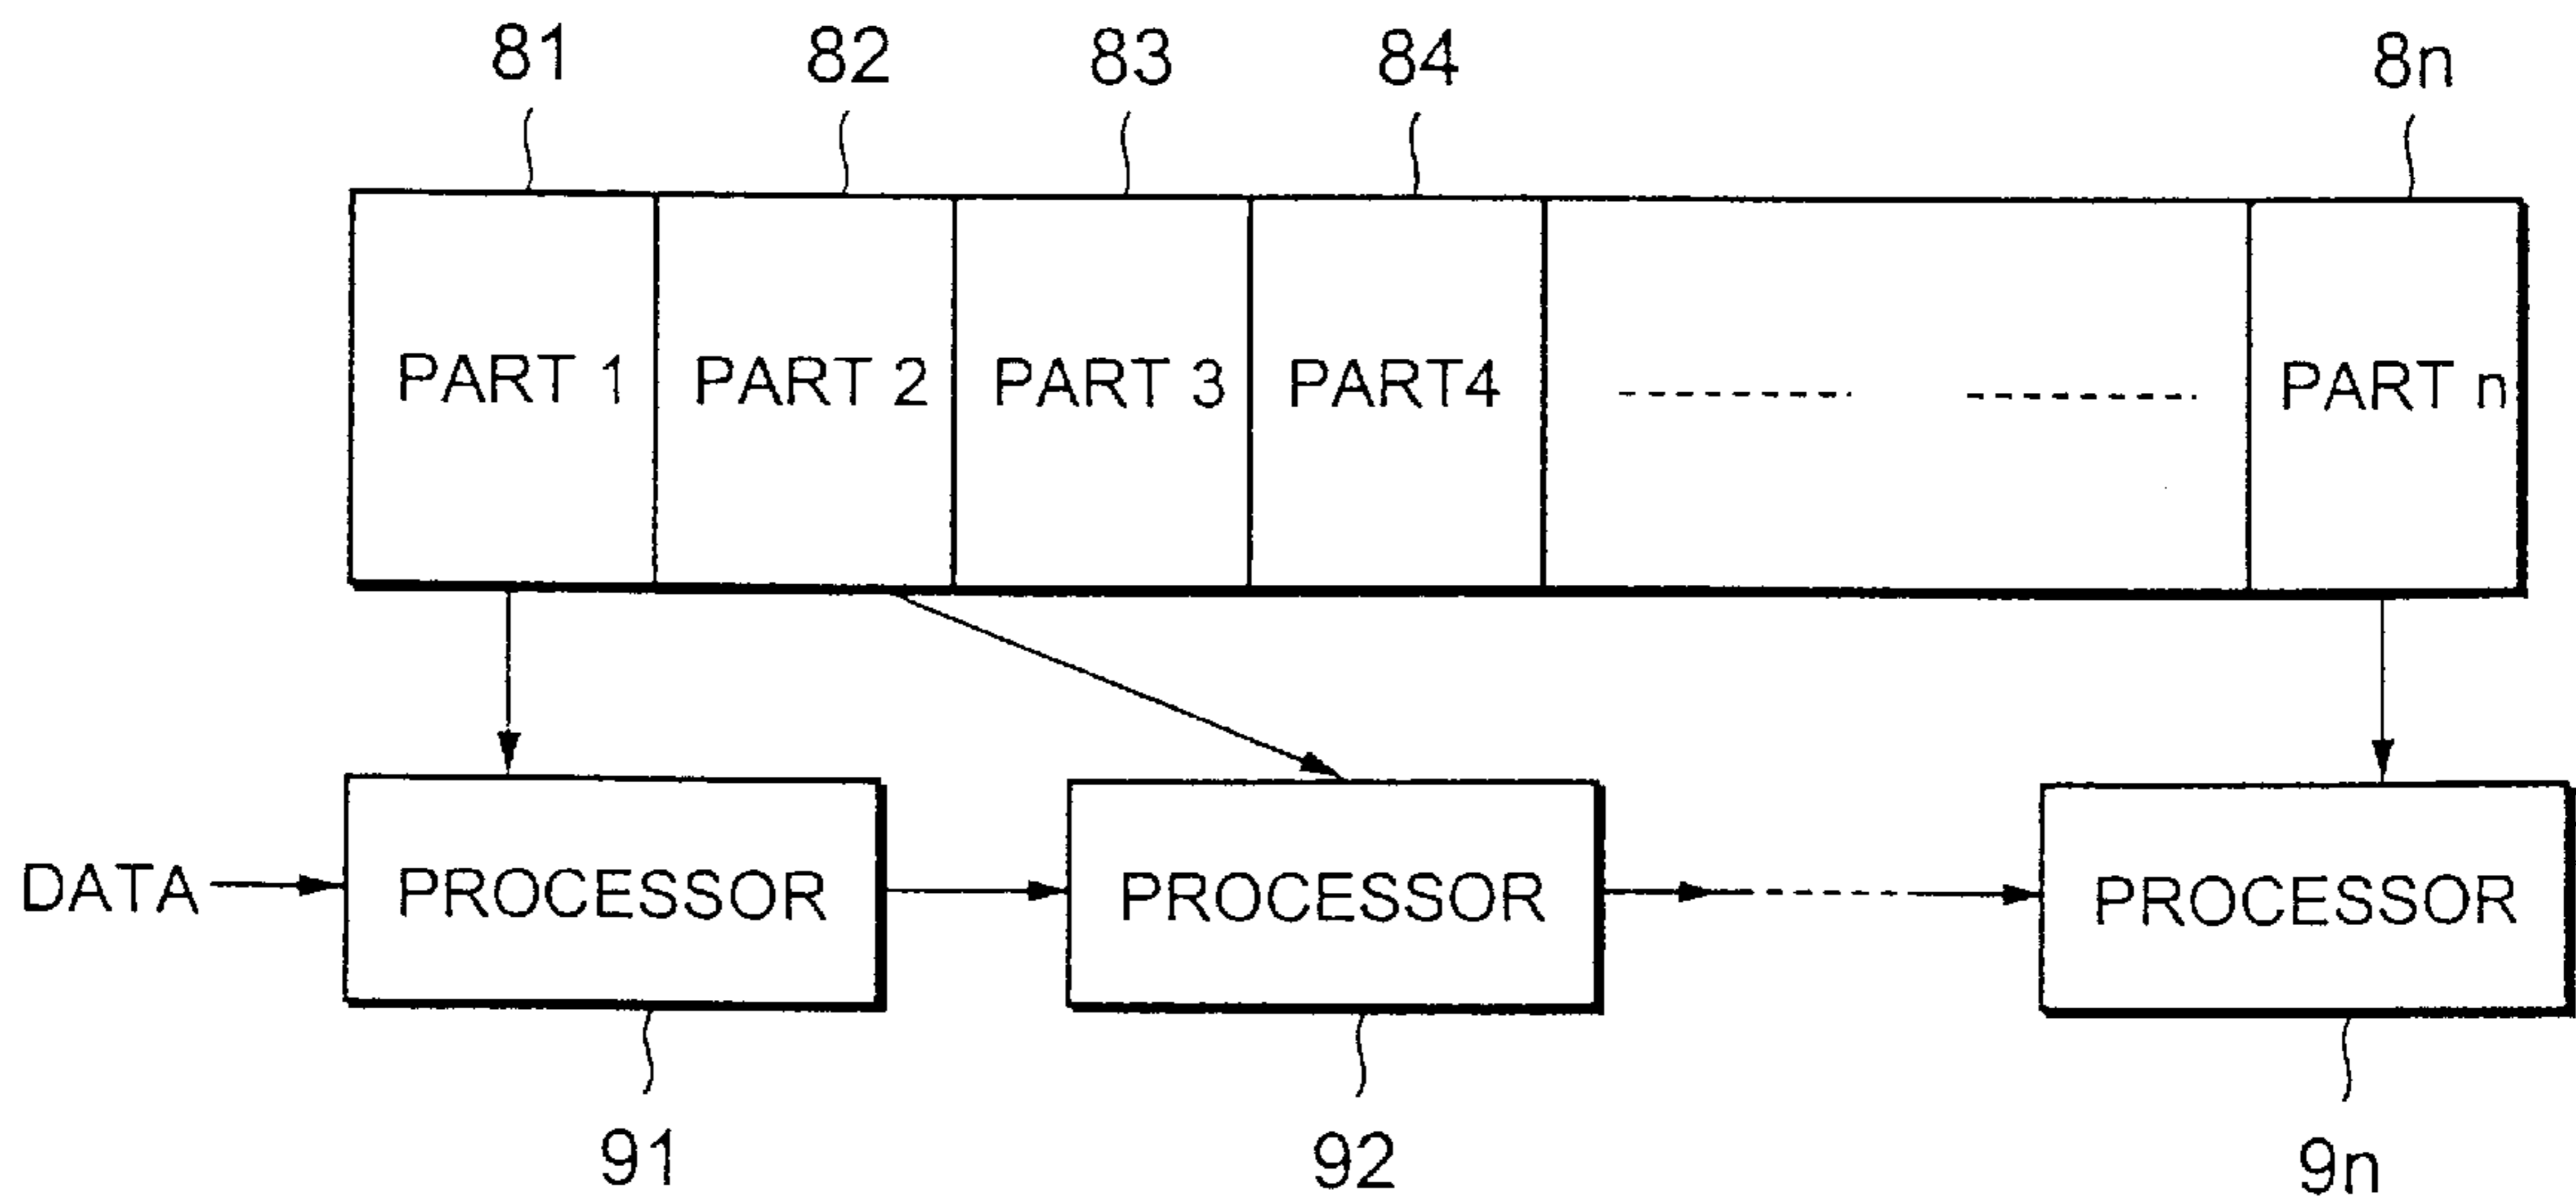 81 82 83 84 8n
PART 1 PART 2 PART 3 PART4 PART n
DATA PROCESSOR PROCESSOR PROCESSOR
91 92 9n